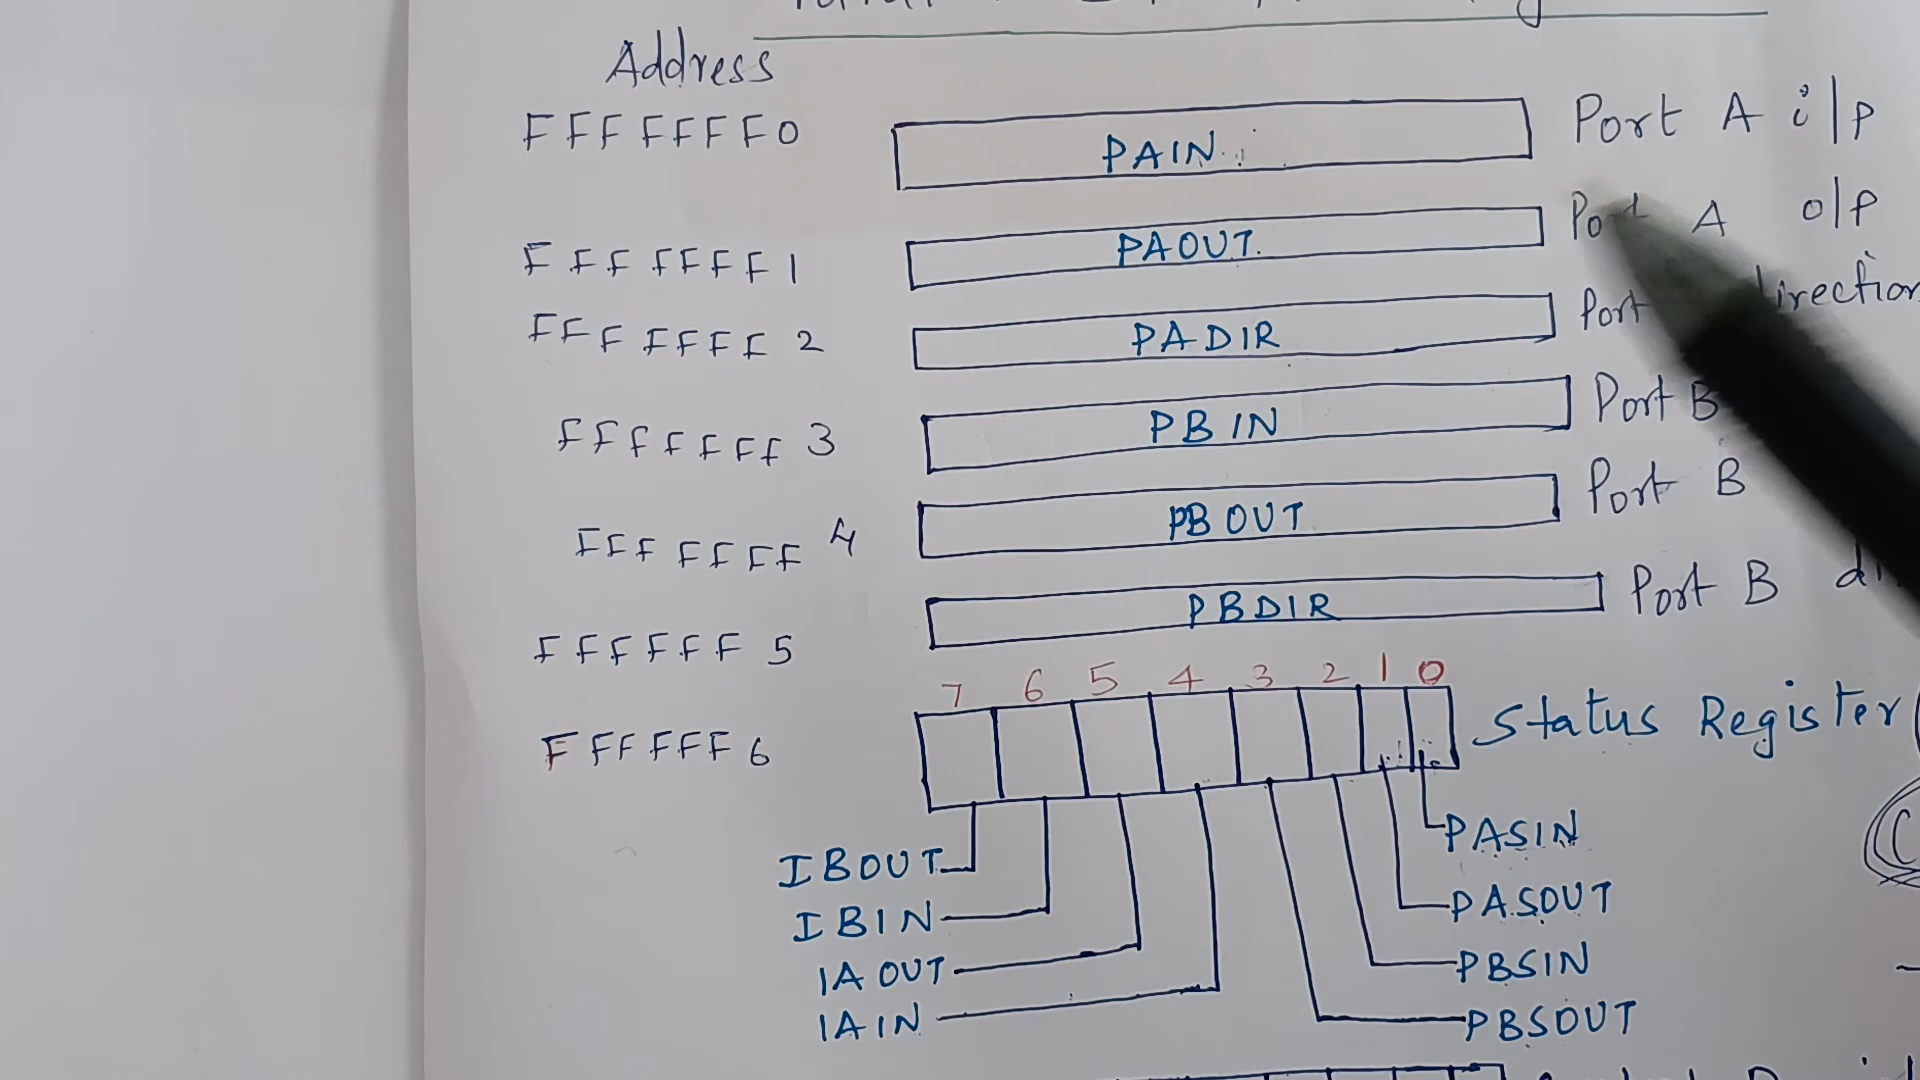 Address
FFFFFFF0 PAIN Port A i/p
FFFFFFF1 PAOUT Port A o/p
FFFFFFF2 PADIR Port direction
FFFFFFF3 PBIN Port B
FFFFFFF4 PBOUT Port B
FFFFFF5 PBDIR Port B
7 6 5 4 3 2 1 0
FFFFFF6 Status Register
PASIN
IBOUT
PASOUT
IBIN
PBSIN
IAOUT
PBSOUT
IAIN